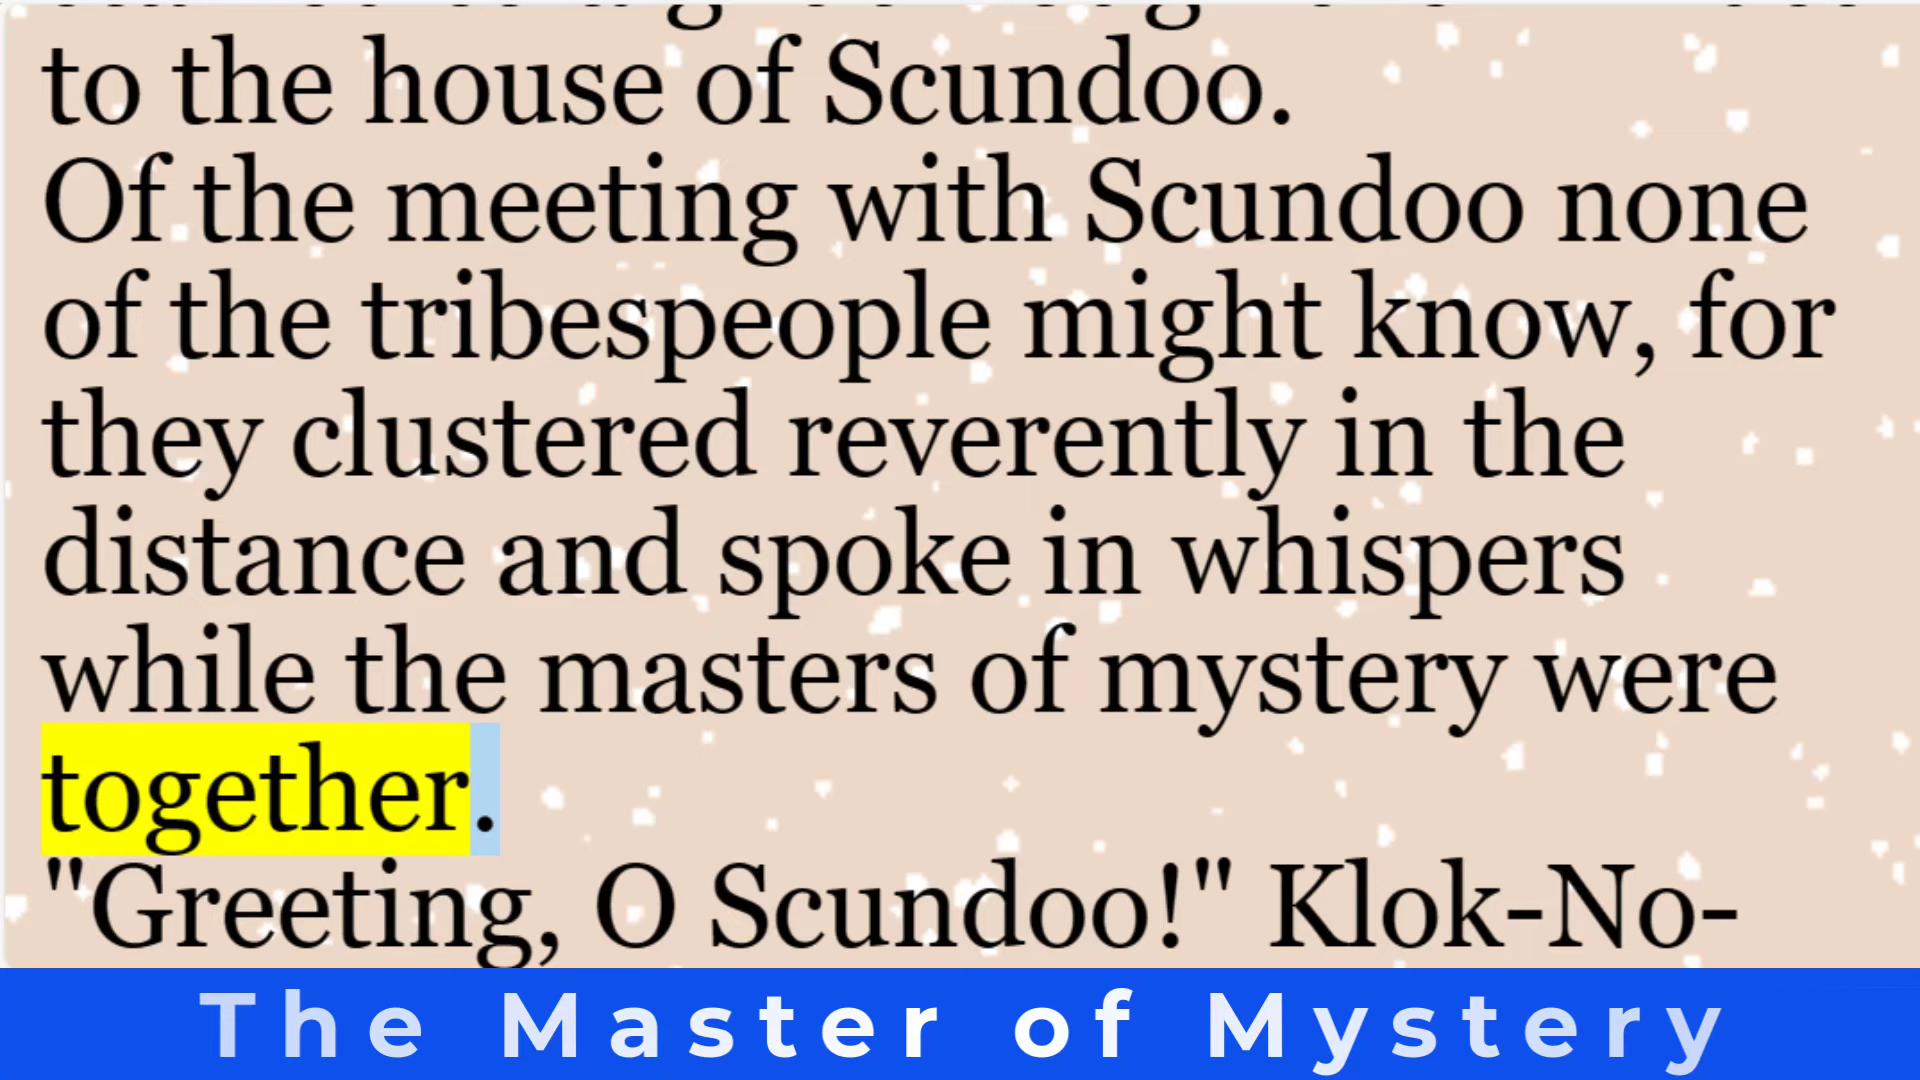 to the house of Scundoo.
Of the meeting with Scundoo none
of the tribespeople might know, for
they clustered reverently in the
distance and spoke in whispers
while the masters of mystery were
together.
"Greeting, O Scundoo!" Klok-No-
The Master of Mystery